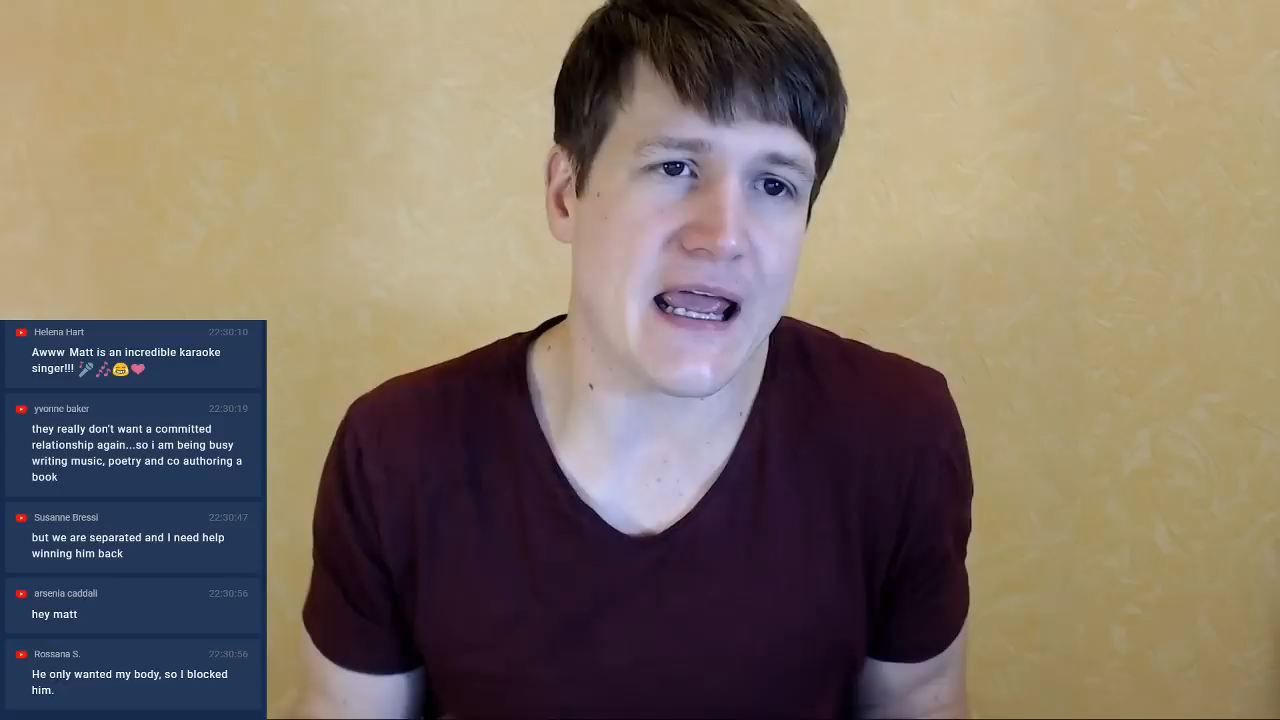 Helena Hart 22:30:10
Awww Matt is an incredible karaoke
singer!!! 🎤🎶😂❤️
yvonne baker 22:30:19
they really don't want a committed
relationship again...so i am being busy
writing music, poetry and co authoring a
book
Susanne Bressi 22:30:47
but we are separated and I need help
winning him back
arsenia caddali 22:30:56
hey matt
Rossana S. 22:30:56
He only wanted my body, so I blocked
him.